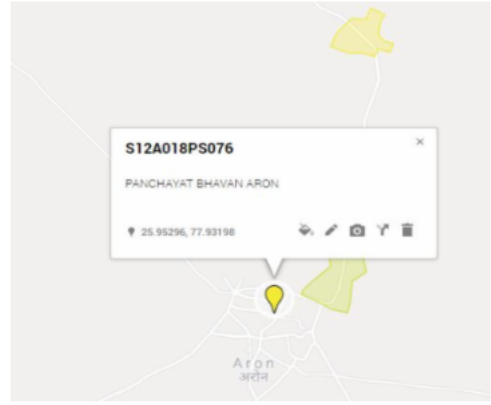 S12A018PS076
PANCHAYAT BHAVAN ARON
25.95296, 77.93198
Aron
अरोन